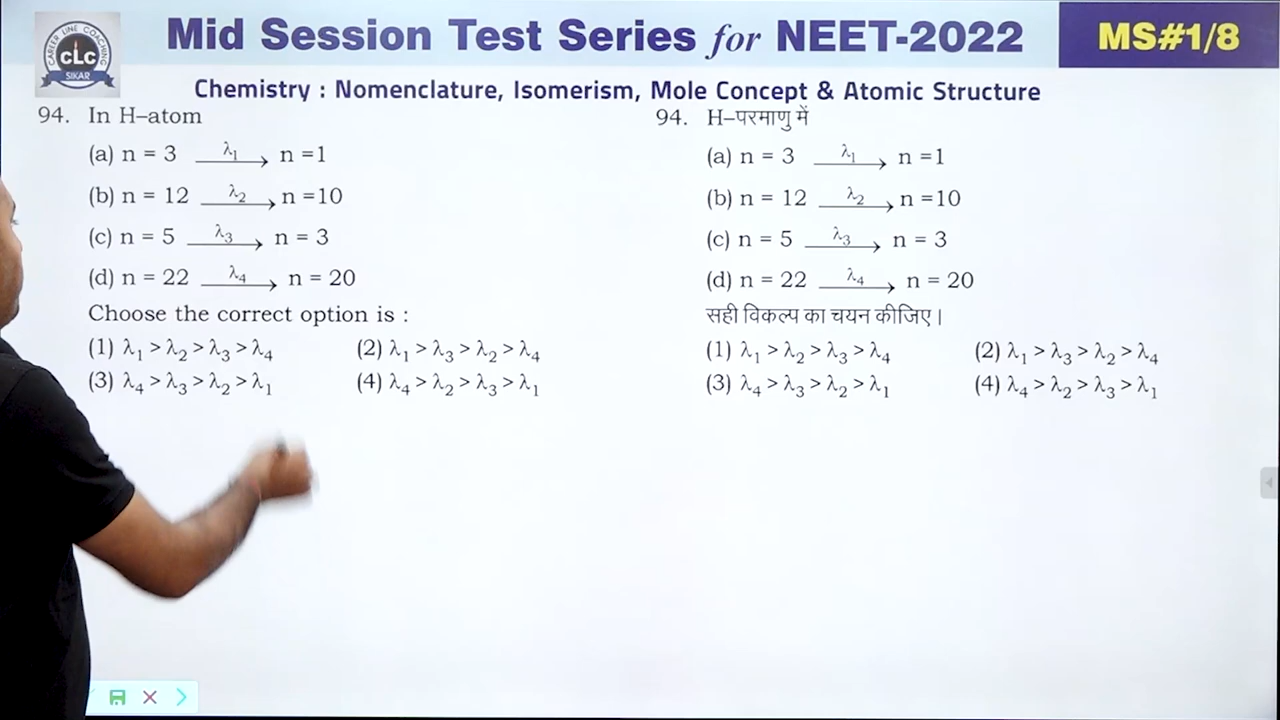 CAREER LINE COACHING
CLC
SIKAR
Mid Session Test Series for NEET-2022
MS#1/8
Chemistry : Nomenclature, Isomerism, Mole Concept & Atomic Structure
94. In H–atom
(a) n = 3 λ₁⟶ n =1
(b) n = 12 λ₂⟶ n =10
(c) n = 5 λ₃⟶ n = 3
(d) n = 22 λ₄⟶ n = 20
Choose the correct option is :
(1) λ₁ > λ₂ > λ₃ > λ₄ (2) λ₁ > λ₃ > λ₂ > λ₄
(3) λ₄ > λ₃ > λ₂ > λ₁ (4) λ₄ > λ₂ > λ₃ > λ₁
94. H–परमाणु में
(a) n = 3 λ₁⟶ n =1
(b) n = 12 λ₂⟶ n =10
(c) n = 5 λ₃⟶ n = 3
(d) n = 22 λ₄⟶ n = 20
सही विकल्प का चयन कीजिए।
(1) λ₁ > λ₂ > λ₃ > λ₄ (2) λ₁ > λ₃ > λ₂ > λ₄
(3) λ₄ > λ₃ > λ₂ > λ₁ (4) λ₄ > λ₂ > λ₃ > λ₁